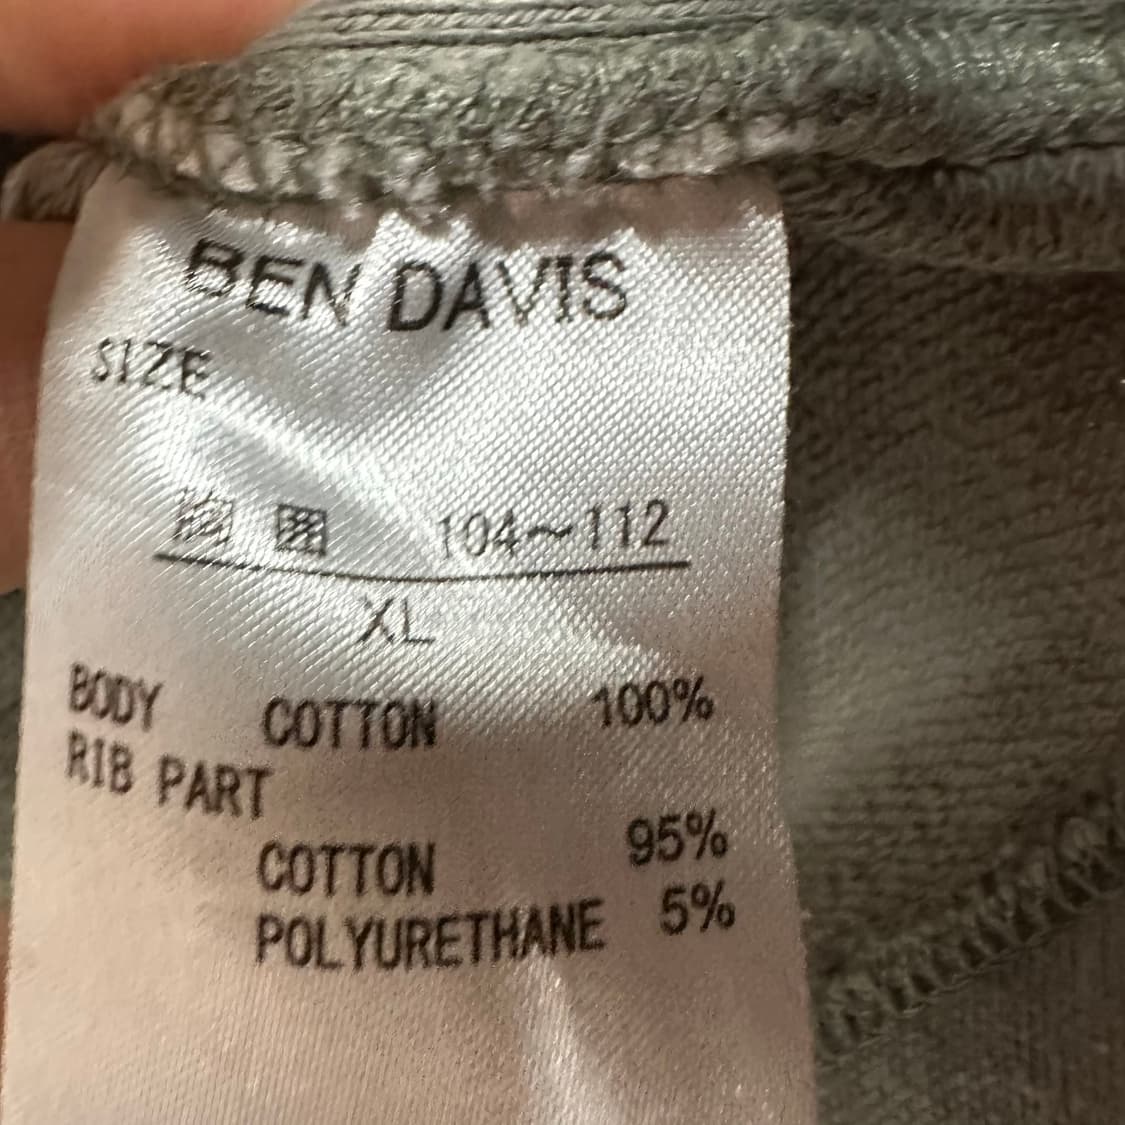 BEN DAVIS
SIZE
胸囲 104～112
XL
BODY COTTON 100%
RIB PART
COTTON 95%
POLYURETHANE 5%